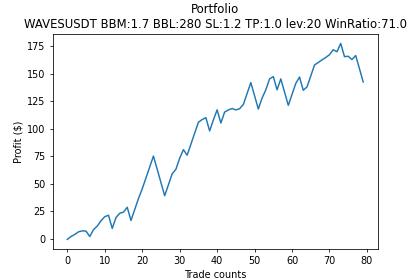 Portfolio
WAVESUSDT BBM:1.7 BBL:280 SL:1.2 TP:1.0 lev:20 WinRatio:71.0
175
150
125
100
75
50
25
0
Profit ($)
0 10 20 30 40 50 60 70 80
Trade counts